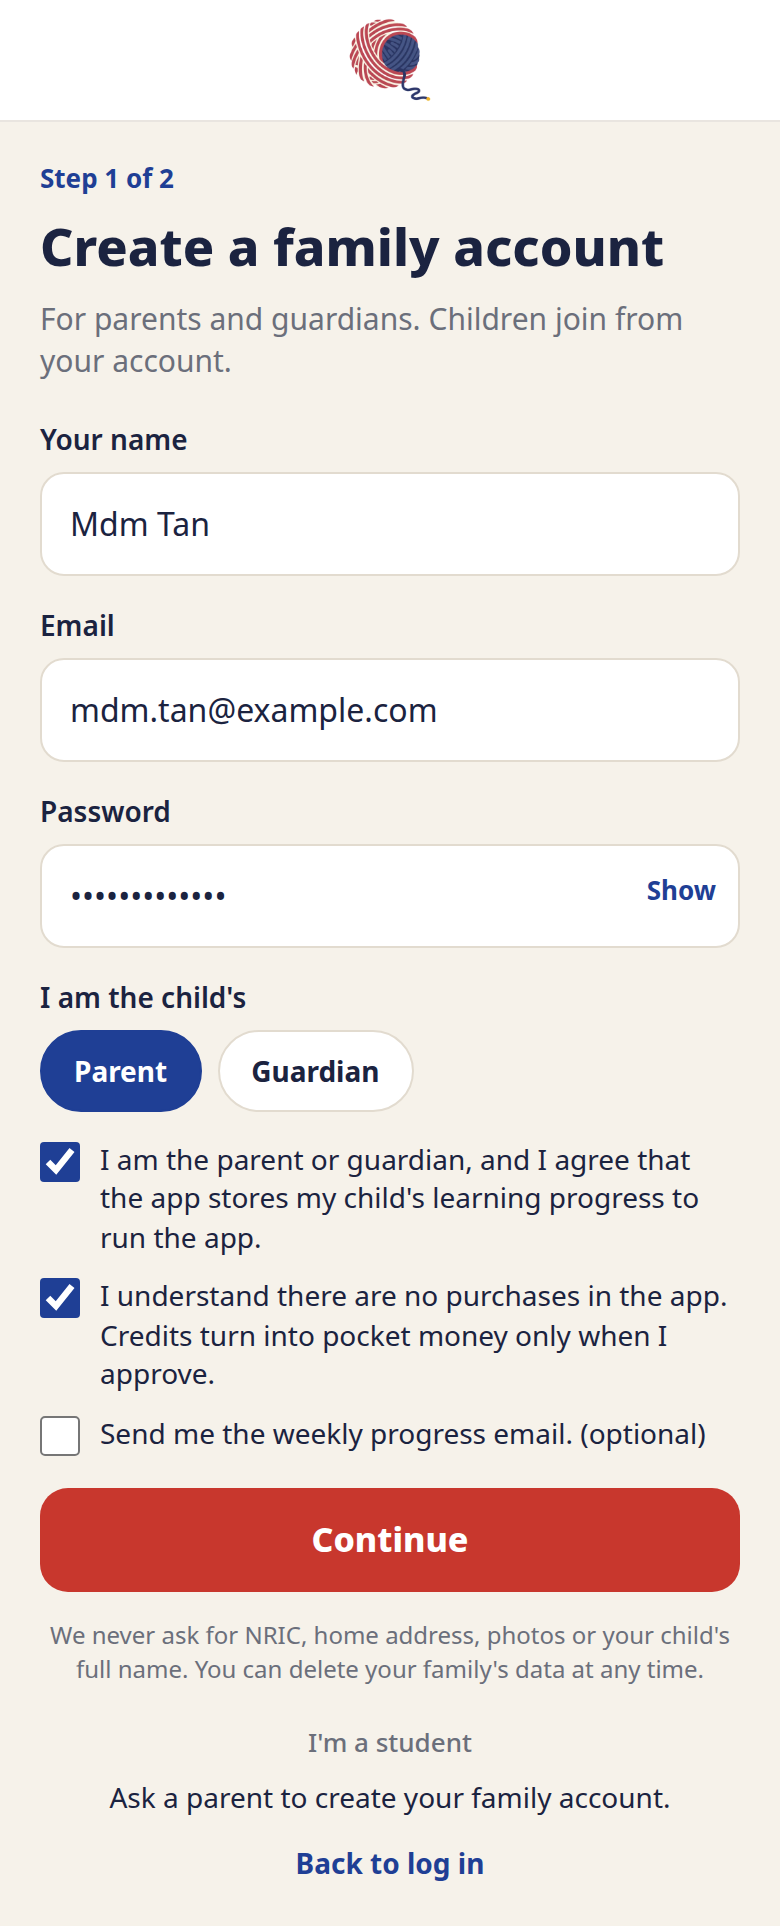 Step 1 of 2
Create a family account
For parents and guardians. Children join from
your account.
Your name
Mdm Tan
Email
mdm.tan@example.com
Password
•••••••••••••
Show
I am the child's
Parent
Guardian
I am the parent or guardian, and I agree that
the app stores my child's learning progress to
run the app.
I understand there are no purchases in the app.
Credits turn into pocket money only when I
approve.
Send me the weekly progress email. (optional)
Continue
We never ask for NRIC, home address, photos or your child's
full name. You can delete your family's data at any time.
I'm a student
Ask a parent to create your family account.
Back to log in